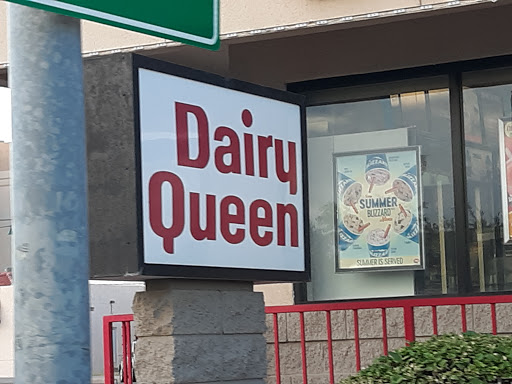 Dairy
Queen
SUMMER
BLIZZARD
SUMMER IS SERVED